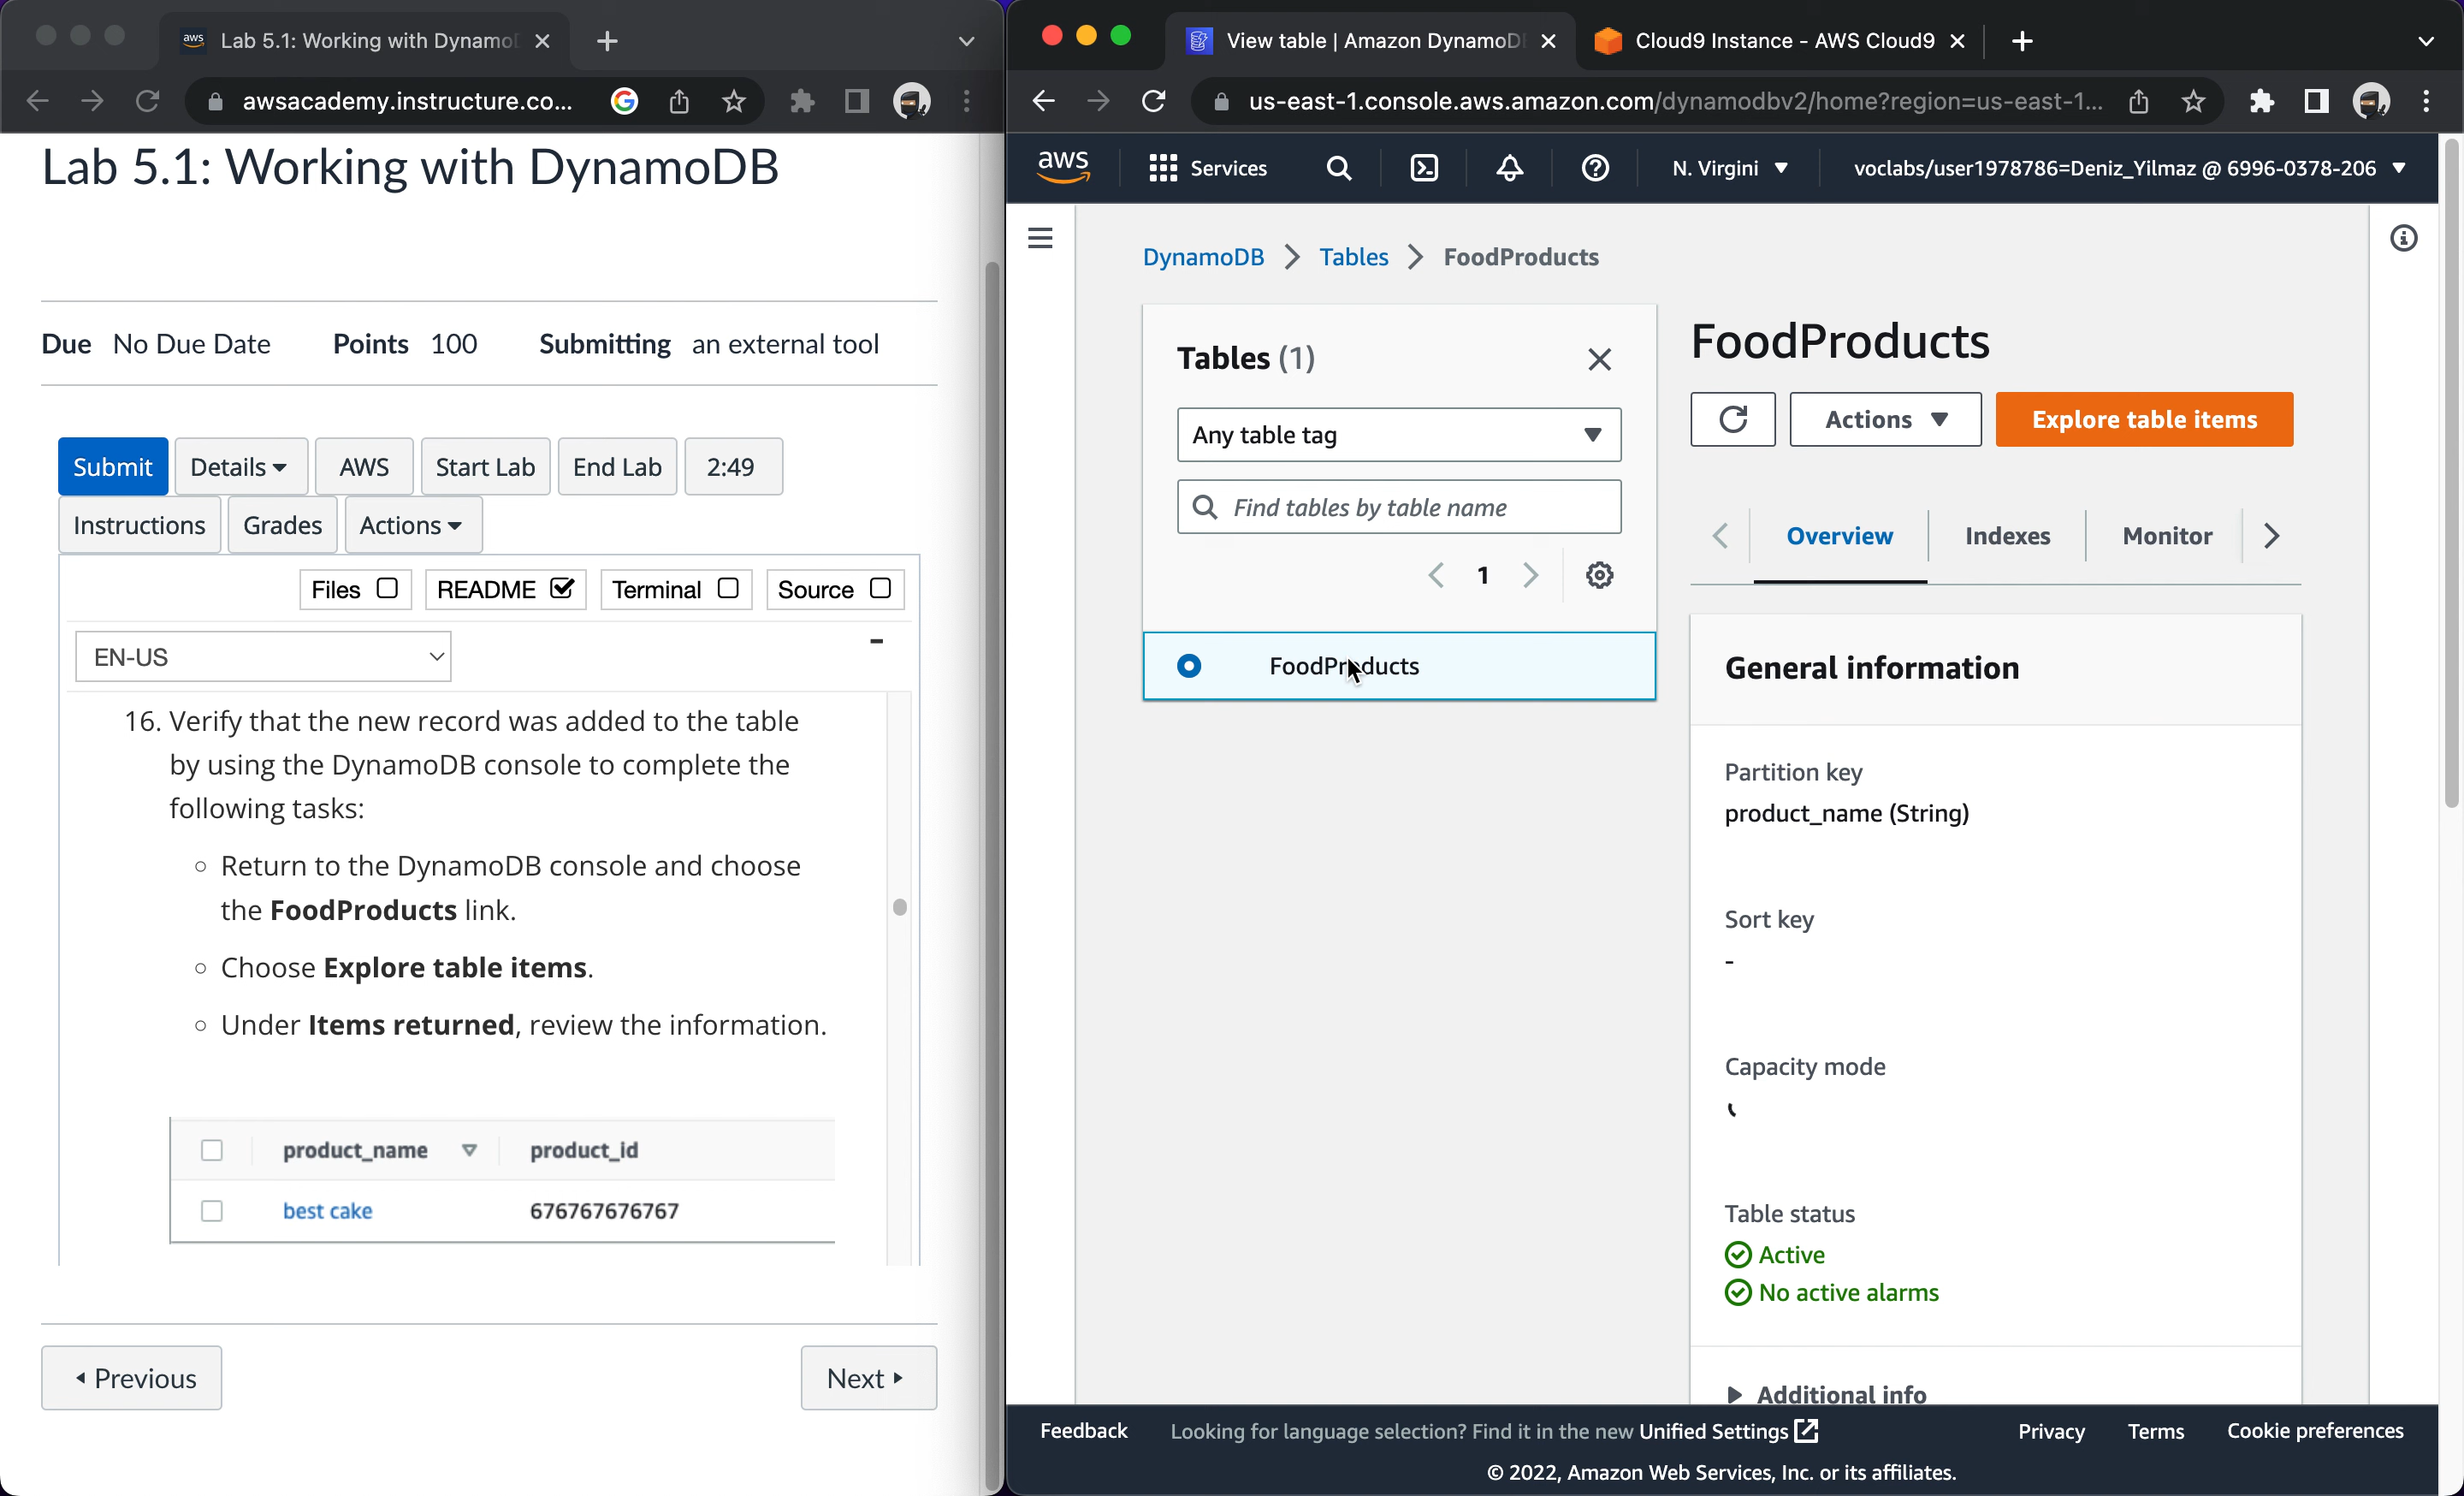 aws Lab 5.1: Working with Dynamo
awsacademy.instructure.co...
Lab 5.1: Working with DynamoDB
Due No Due Date Points 100 Submitting an external tool
Submit Details AWS Start Lab End Lab 2:49
Instructions Grades Actions
Files README Terminal Source
EN-US
16. Verify that the new record was added to the table
by using the DynamoDB console to complete the
following tasks:
Return to the DynamoDB console and choose
the FoodProducts link.
Choose Explore table items.
Under Items returned, review the information.
product_name product_id
best cake 676767676767
Previous Next
View table | Amazon DynamoD Cloud9 Instance - AWS Cloud9
us-east-1.console.aws.amazon.com/dynamodbv2/home?region=us-east-1...
aws Services N. Virgini voclabs/user1978786=Deniz_Yilmaz @ 6996-0378-206
DynamoDB > Tables > FoodProducts
Tables (1)
Any table tag
Find tables by table name
1
FoodProducts
FoodProducts
Actions Explore table items
Overview Indexes Monitor
General information
Partition key
product_name (String)
Sort key
-
Capacity mode
Table status
Active
No active alarms
Additional info
Feedback Looking for language selection? Find it in the new Unified Settings Privacy Terms Cookie preferences
© 2022, Amazon Web Services, Inc. or its affiliates.